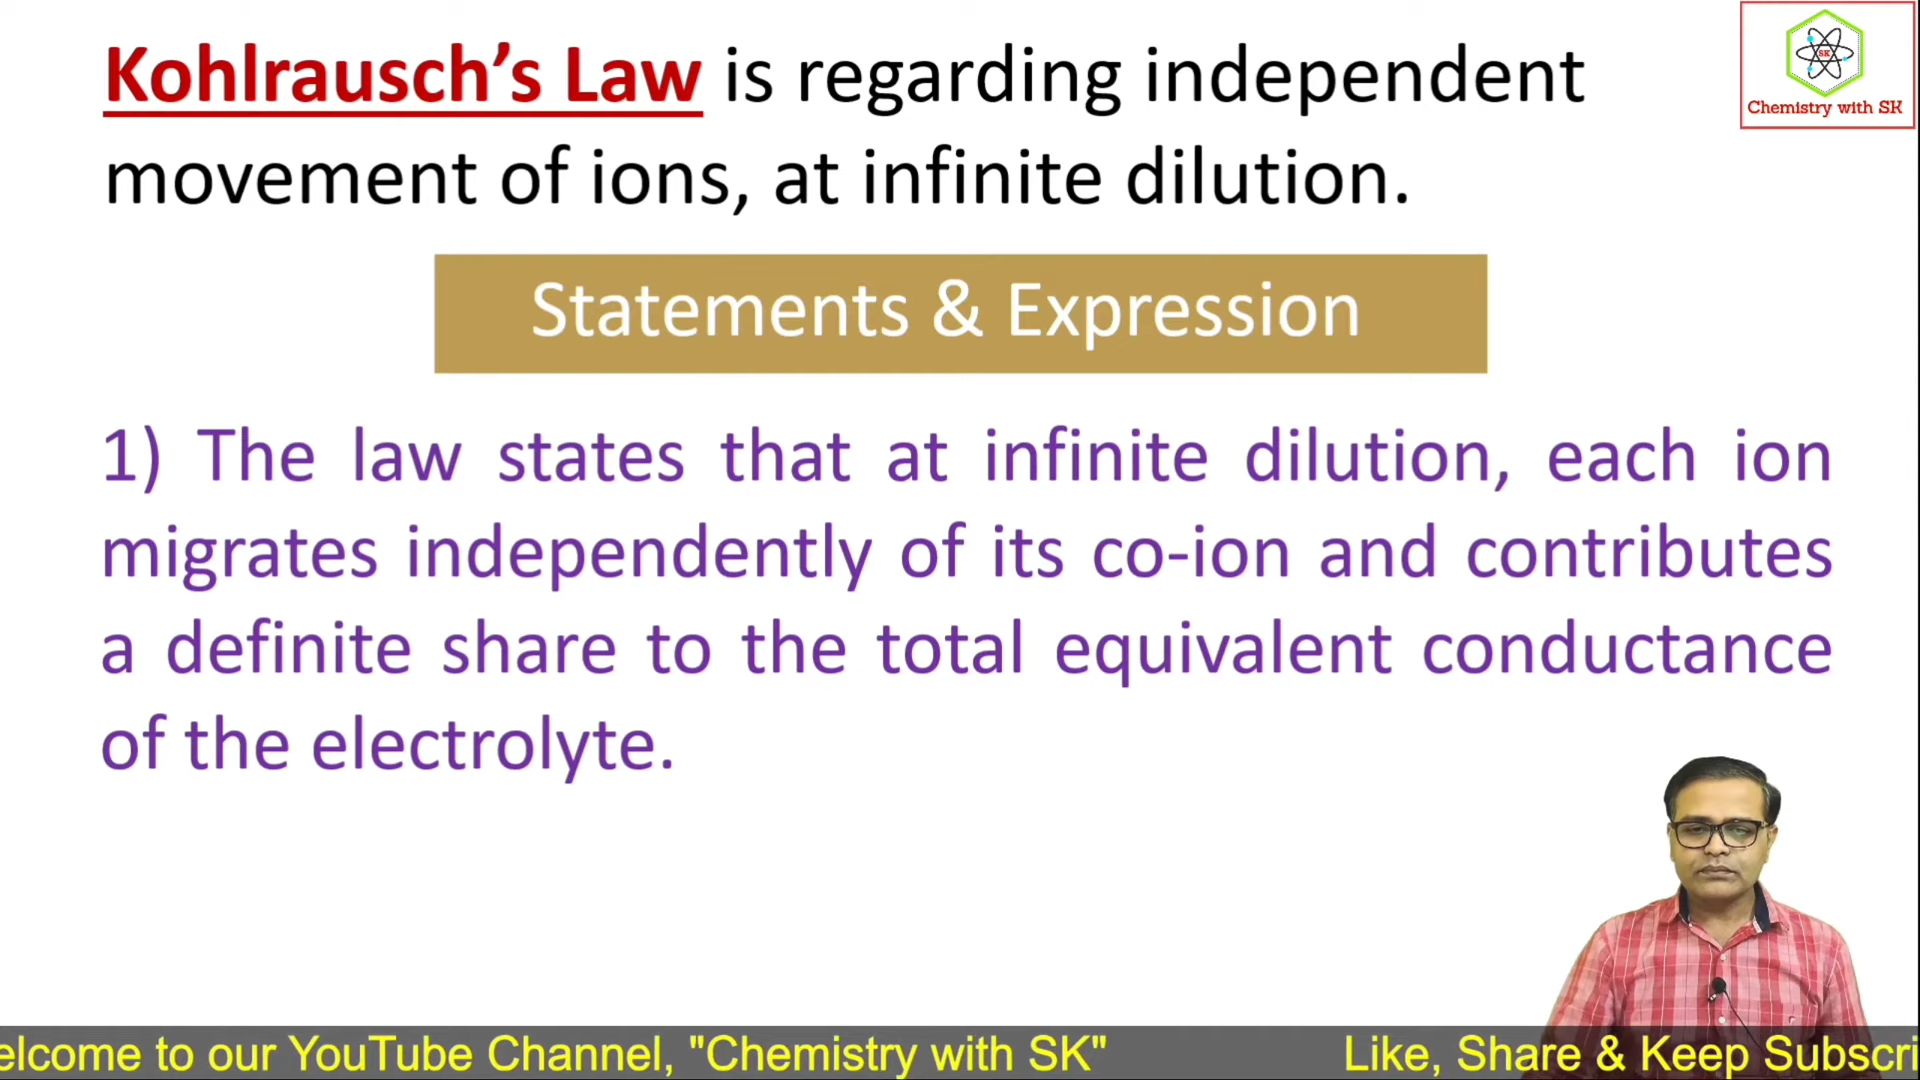 Kohlrausch's Law is regarding independent
movement of ions, at infinite dilution.
SK
Chemistry with SK
Statements & Expression
1) The law states that at infinite dilution, each ion
migrates independently of its co-ion and contributes
a definite share to the total equivalent conductance
of the electrolyte.
elcome to our YouTube Channel, "Chemistry with SK" Like, Share & Keep Subscri